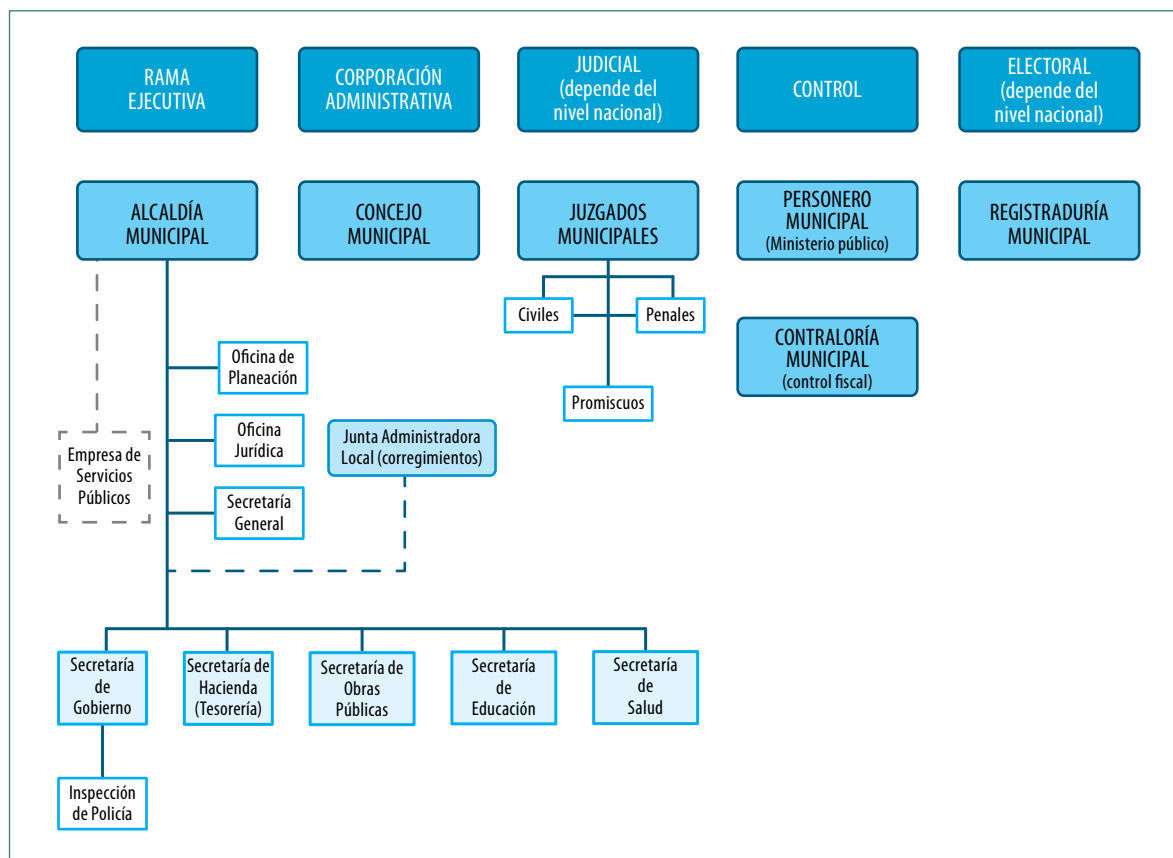 RAMA
EJECUTIVA
CORPORACIÓN
ADMINISTRATIVA
JUDICIAL
(depende del
nivel nacional)
CONTROL
ELECTORAL
(depende del
nivel nacional)
ALCALDÍA
MUNICIPAL
CONCEJO
MUNICIPAL
JUZGADOS
MUNICIPALES
PERSONERO
MUNICIPAL
(Ministerio público)
REGISTRADURÍA
MUNICIPAL
Civiles
Penales
CONTRALORÍA
MUNICIPAL
(control fiscal)
Promiscuos
Oficina de
Planeación
Oficina
Jurídica
Secretaría
General
Empresa de
Servicios
Públicos
Junta Administradora
Local (corregimientos)
Secretaría
de
Gobierno
Secretaría de
Hacienda
(Tesorería)
Secretaría de
Obras
Públicas
Secretaría
de
Educación
Secretaría
de
Salud
Inspección
de Policía